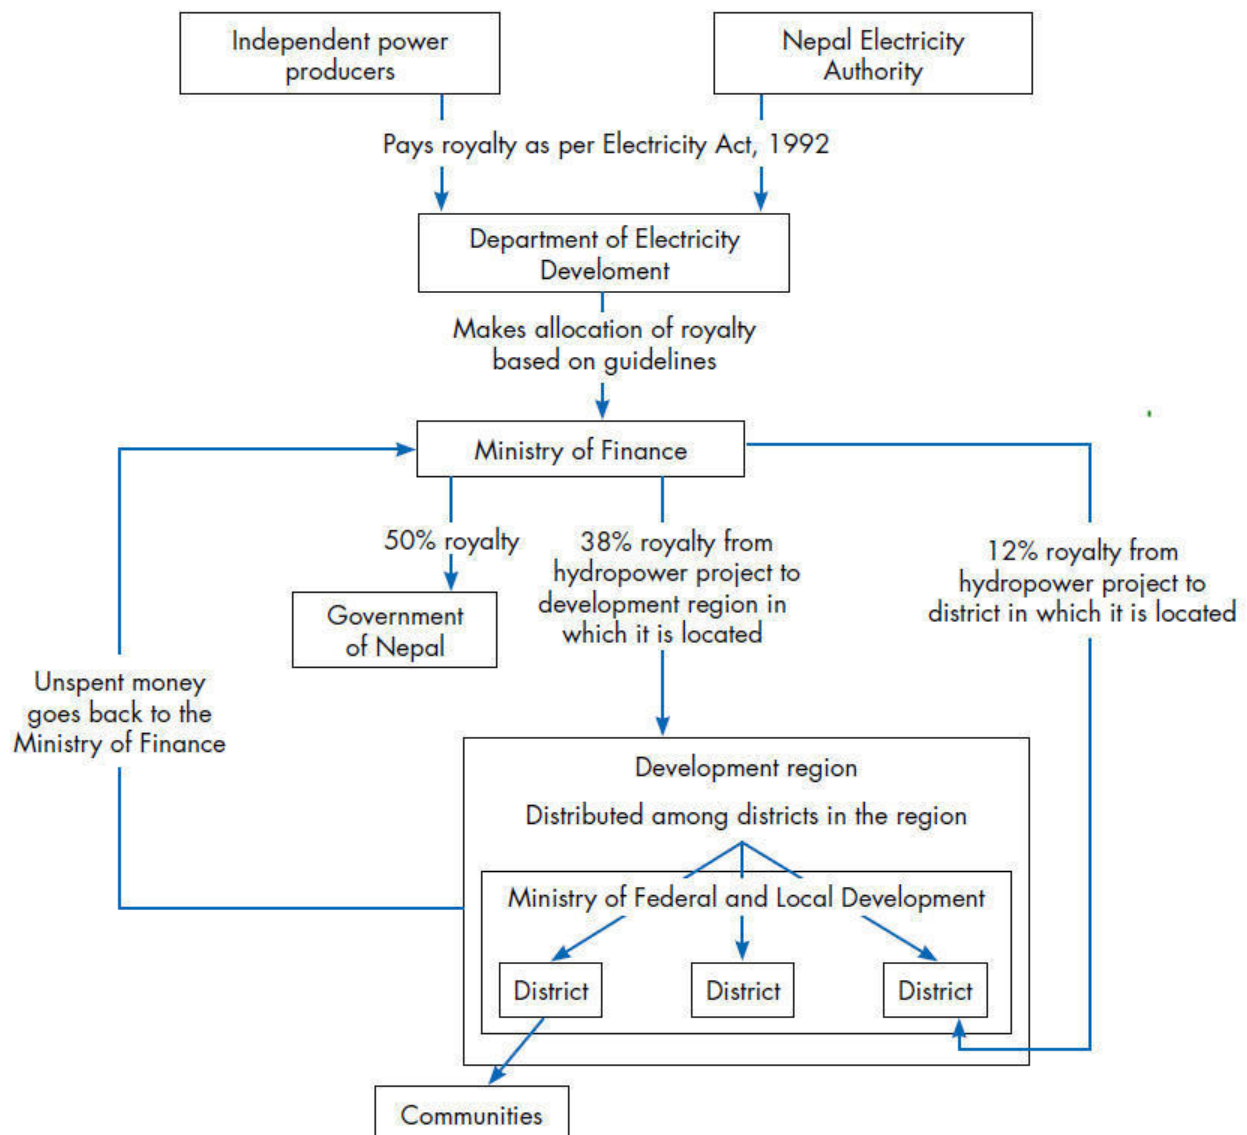 Independent power
producers
Nepal Electricity
Authority
Pays royalty as per Electricity Act, 1992
Department of Electricity
Develoment
Makes allocation of royalty
based on guidelines
Ministry of Finance
50% royalty
38% royalty from
hydropower project to
development region in
which it is located
12% royalty from
hydropower project to
district in which it is located
Government
of Nepal
Unspent money
goes back to the
Ministry of Finance
Development region
Distributed among districts in the region
Ministry of Federal and Local Development
District
District
District
Communities